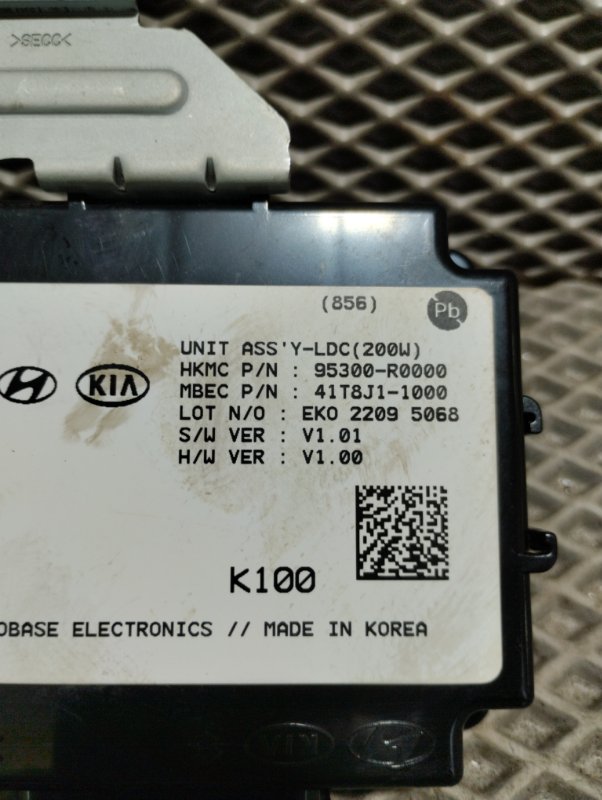 >SECC<
(856)
Pb
UNIT ASS'Y-LDC(200W)
HKMC P/N : 95300-R0000
MBEC P/N : 41T8J1-1000
LOT N/O : EKO 2209 5068
S/W VER : V1.01
H/W VER : V1.00
KIA
K100
OBASE ELECTRONICS // MADE IN KOREA
KIA